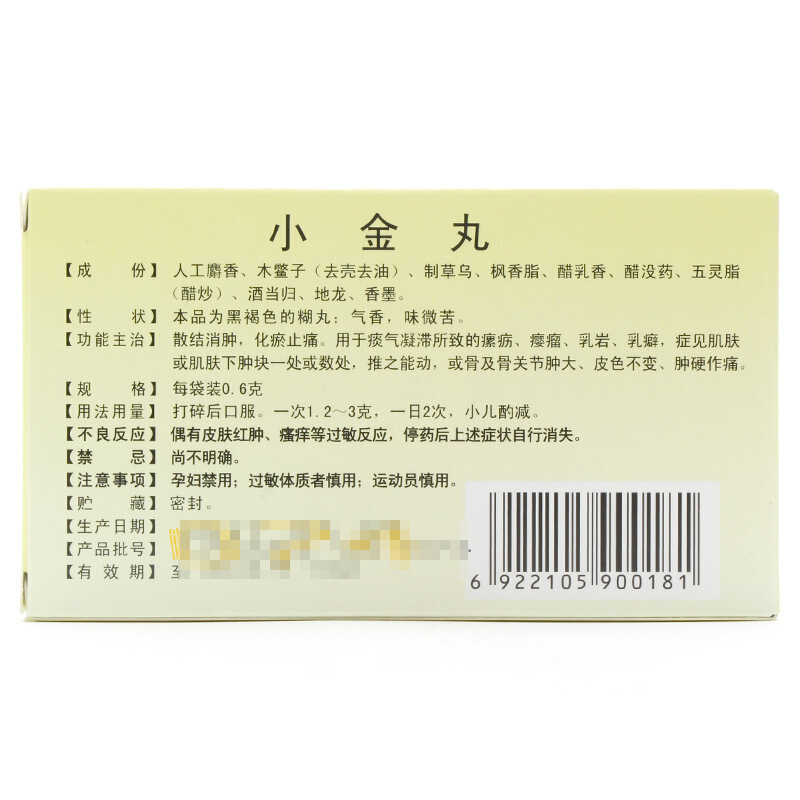 小金丸
【成份】人工麝香、木鳖子（去壳去油）、制草乌、枫香脂、醋乳香、醋没药、五灵脂
（醋炒）、酒当归、地龙、香墨。
【性状】本品为黑褐色的糊丸；气香，味微苦。
【功能主治】散结消肿，化瘀止痛。用于痰气凝滞所致的瘰疬、瘿瘤、乳岩、乳癖，症见肌肤
或肌肤下肿块一处或数处，推之能动，或骨及骨关节肿大、皮色不变、肿硬作痛。
【规格】每袋装0.6克
【用法用量】打碎后口服。一次1.2～3克，一日2次，小儿酌减。
【不良反应】偶有皮肤红肿、瘙痒等过敏反应，停药后上述症状自行消失。
【禁忌】尚不明确。
【注意事项】孕妇禁用；过敏体质者慎用；运动员慎用。
【贮藏】密封。
【生产日期】
【产品批号】
【有效期】至
6 922105 900181